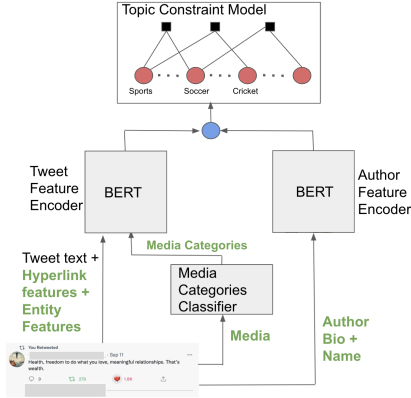 Topic Constraint Model
Sports
Soccer
Cricket
Tweet
Feature
Encoder
BERT
BERT
Author
Feature
Encoder
Media Categories
Tweet text +
Hyperlink
features +
Entity
Features
Media
Categories
Classifier
Media
Author
Bio +
Name
You Retweeted
· Sep 11
Health, freedom to do what you love, meaningful relationships. That's
wealth.
9